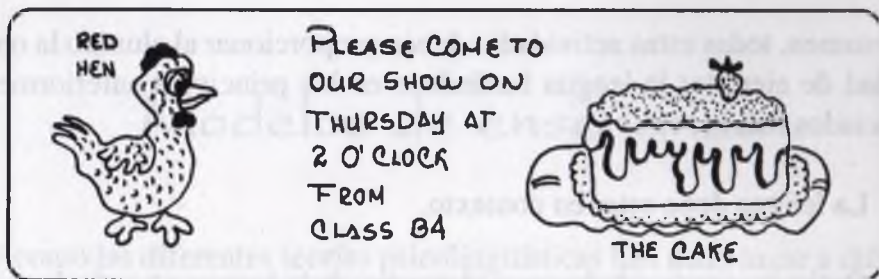 RED
HEN
PLEASE COME TO
OUR SHOW ON
THURSDAY AT
2 O'CLOCK
FROM
CLASS B4
THE CAKE